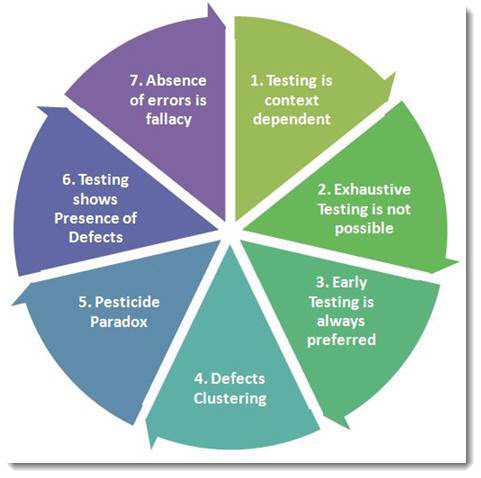 1. Testing is
context
dependent
2. Exhaustive
Testing is not
possible
3. Early
Testing is
always
preferred
4. Defects
Clustering
5. Pesticide
Paradox
6. Testing
shows
Presence of
Defects
7. Absence
of errors is
fallacy